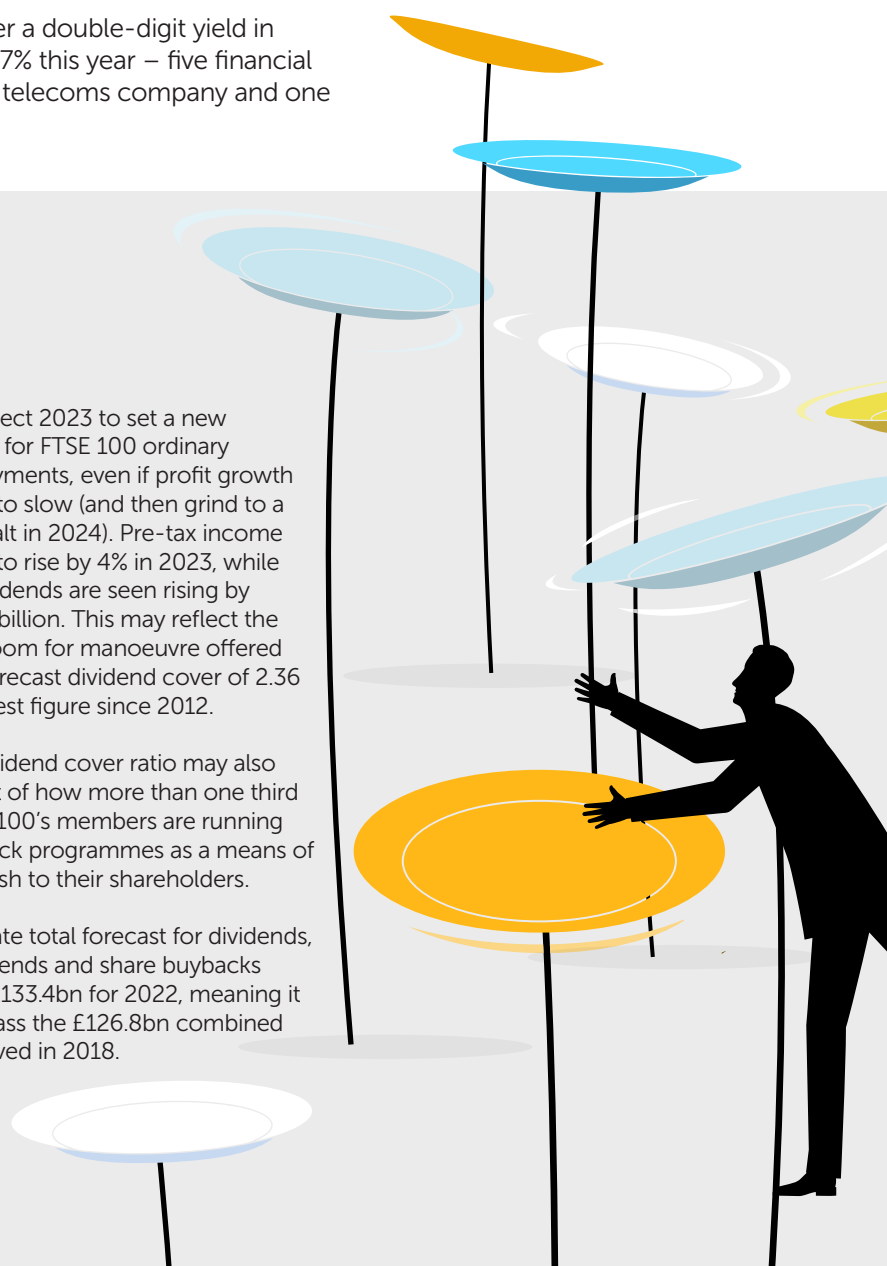 er a double-digit yield in
7% this year – five financial
telecoms company and one
ect 2023 to set a new
for FTSE 100 ordinary
yments, even if profit growth
to slow (and then grind to a
alt in 2024). Pre-tax income
to rise by 4% in 2023, while
dends are seen rising by
billion. This may reflect the
oom for manoeuvre offered
recast dividend cover of 2.36
est figure since 2012.
vidend cover ratio may also
t of how more than one third
100’s members are running
ck programmes as a means of
sh to their shareholders.
ate total forecast for dividends,
ends and share buybacks
133.4bn for 2022, meaning it
ass the £126.8bn combined
ved in 2018.